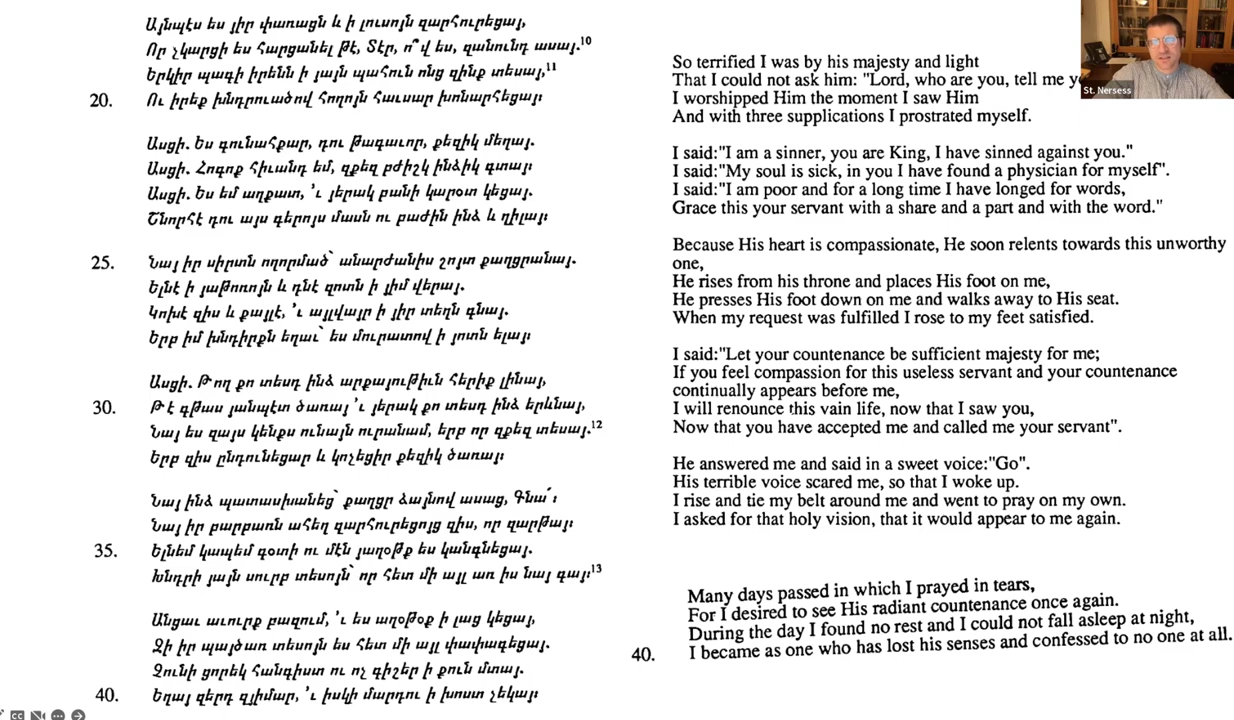 Այնպէս ես յիր փառացն և ի լուսոյն զարհուրեցայ,
Որ չկարցի ես հարցանել թէ, Տէր, ո՞վ ես, զանունդ ասայ.10
Երկիր պագի իրենն ի յայն պահուն ոնց զինք տեսայ,11
20. Ու իրեք խնդրուածով հողոյն հաւսար խոնարհեցայ։
Ասցի. Ես գունահքար, դու թագաւոր, քեզիկ մեղայ.
Ասցի. Հոգոք հիւանդ եմ, զքեզ բժիշկ ինձիկ գտայ.
Ասցի. Ես եմ աղքատ, ՚ւ յերակ բանի կարօտ կեցայ.
Շնորհէ դու այս գերոյս մասն ու բաժին ինձ և ղիլայ։
25. Նայ իր սիրտն ողորմած՝ անարժանիս շոյտ քաղցրանայ.
Ելնէ ի յաթոռոյն և դնէ զոտն ի յիմ վերայ.
Կոխէ զիս և քայլէ, ՚ւ այլվայր ի յիր տեղն գնայ.
Երբ իմ խնդիրքն եղաւ՝ ես մուրատով ի յոտն ելայ։
Ասցի. Թող քո տեսդ ինձ արքայութիւն հերիք լինայ,
30. Թէ գթաս յանպէտ ծառայ ՚ւ յերակ քո տեսդ ինձ երևնայ,
Նայ ես զայս կենքս ունայն ուրանամ, երբ որ զքեզ տեսայ.12
Երբ զիս ընդունեցար և կոչեցիր քեզիկ ծառայ։
Նայ ինձ պատասխանեց՝ քաղցր ձայնով ասաց, Գնա՛։
Նայ իր բարբառն ահեղ զարհուրեցոյց զիս, որ զարթայ։
35. Ելնեմ կապեմ գօտի ու մէն յաղօթք ես կանգնեցայ.
Խնդրի յայն սուրբ տեսոյն՝ որ հետ մի այլ առ իս նայ գայ։13
Անցաւ աւուրք բազում, ՚ւ ես աղօթօք ի լաց կեցայ,
Զի իր պայծառ տեսոյն ես հետ մի այլ փափագեցայ.
Չունի ցորեկ հանգիստ ու ոչ գիշեր ի քուն մտայ.
40. Եղայ զերդ զլիմար, ՚ւ իսկի մարդու ի խոստ չեկայ։
So terrified I was by his majesty and light
That I could not ask him: "Lord, who are you, tell me
I worshipped Him the moment I saw Him
And with three supplications I prostrated myself.
I said:"I am a sinner, you are King, I have sinned against you."
I said:"My soul is sick, in you I have found a physician for myself".
I said:"I am poor and for a long time I have longed for words,
Grace this your servant with a share and a part and with the word."
Because His heart is compassionate, He soon relents towards this unworthy
one,
He rises from his throne and places His foot on me,
He presses His foot down on me and walks away to His seat.
When my request was fulfilled I rose to my feet satisfied.
I said:"Let your countenance be sufficient majesty for me;
If you feel compassion for this useless servant and your countenance
continually appears before me,
I will renounce this vain life, now that I saw you,
Now that you have accepted me and called me your servant".
He answered me and said in a sweet voice:"Go".
His terrible voice scared me, so that I woke up.
I rise and tie my belt around me and went to pray on my own.
I asked for that holy vision, that it would appear to me again.
Many days passed in which I prayed in tears,
For I desired to see His radiant countenance once again.
During the day I found no rest and I could not fall asleep at night,
40. I became as one who has lost his senses and confessed to no one at all.
St. Nersess
CC